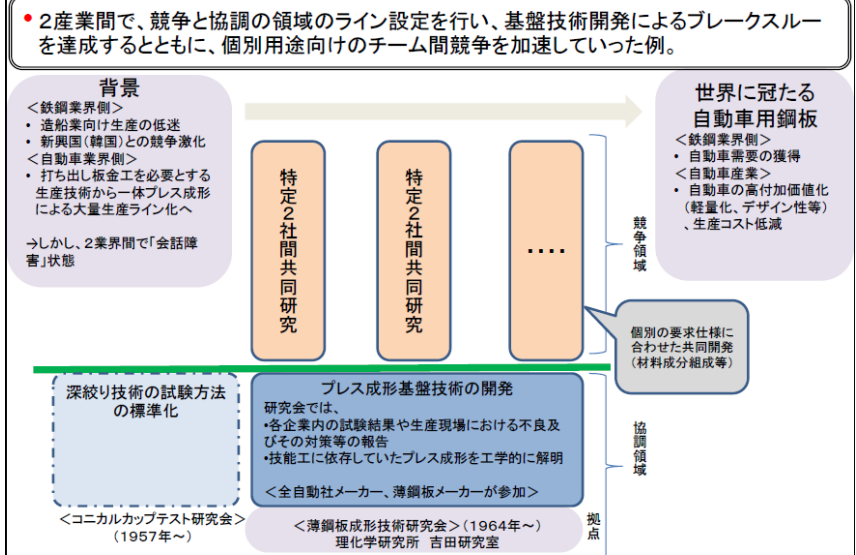 • 2産業間で、競争と協調の領域のライン設定を行い、基盤技術開発によるブレークスルー
を達成するとともに、個別用途向けのチーム間競争を加速していった例。
背景
＜鉄鋼業界側＞
• 造船業向け生産の低迷
• 新興国(韓国)との競争激化
＜自動車業界側＞
• 打ち出し板金工を必要とする
生産技術から一体プレス成形
による大量生産ライン化へ
→しかし、2業界間で「会話障
害」状態
特定2社間共同研究
特定2社間共同研究
‥‥
世界に冠たる
自動車用鋼板
＜鉄鋼業界側＞
• 自動車需要の獲得
＜自動車産業＞
• 自動車の高付加価値化
(軽量化、デザイン性等)
、生産コスト低減
競争領域
個別の要求仕様に
合わせた共同開発
(材料成分組成等)
深絞り技術の試験方法
の標準化
＜コニカルカップテスト研究会＞
(1957年～)
プレス成形基盤技術の開発
研究会では、
•各企業内の試験結果や生産現場における不良及
びその対策等の報告
•技能工に依存していたプレス成形を工学的に解明
＜全自動社メーカー、薄鋼板メーカーが参加＞
＜薄鋼板成形技術研究会＞(1964年～)
理化学研究所 吉田研究室
協調領域
拠点